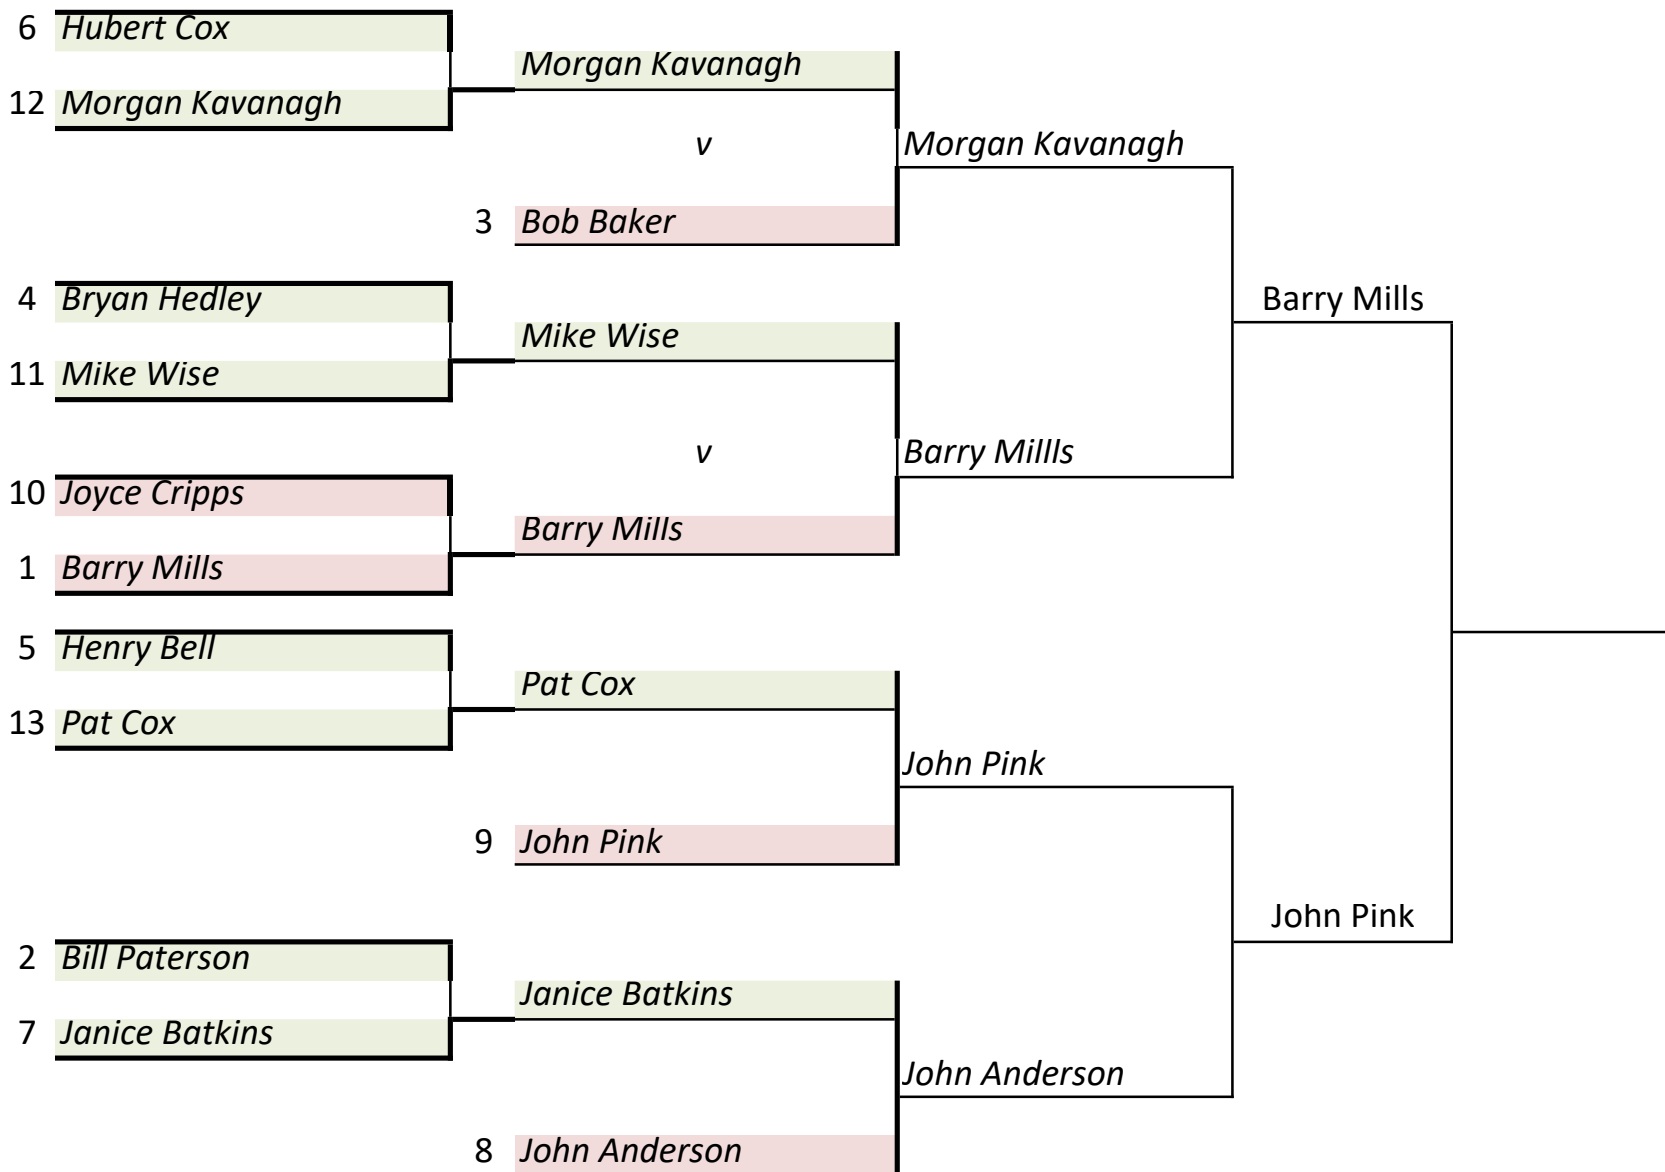 6 Hubert Cox
Morgan Kavanagh
12 Morgan Kavanagh
v
Morgan Kavanagh
3 Bob Baker
4 Bryan Hedley
Barry Mills
Mike Wise
11 Mike Wise
v
Barry Millls
10 Joyce Cripps
Barry Mills
1 Barry Mills
5 Henry Bell
Pat Cox
13 Pat Cox
John Pink
9 John Pink
John Pink
2 Bill Paterson
Janice Batkins
7 Janice Batkins
John Anderson
8 John Anderson